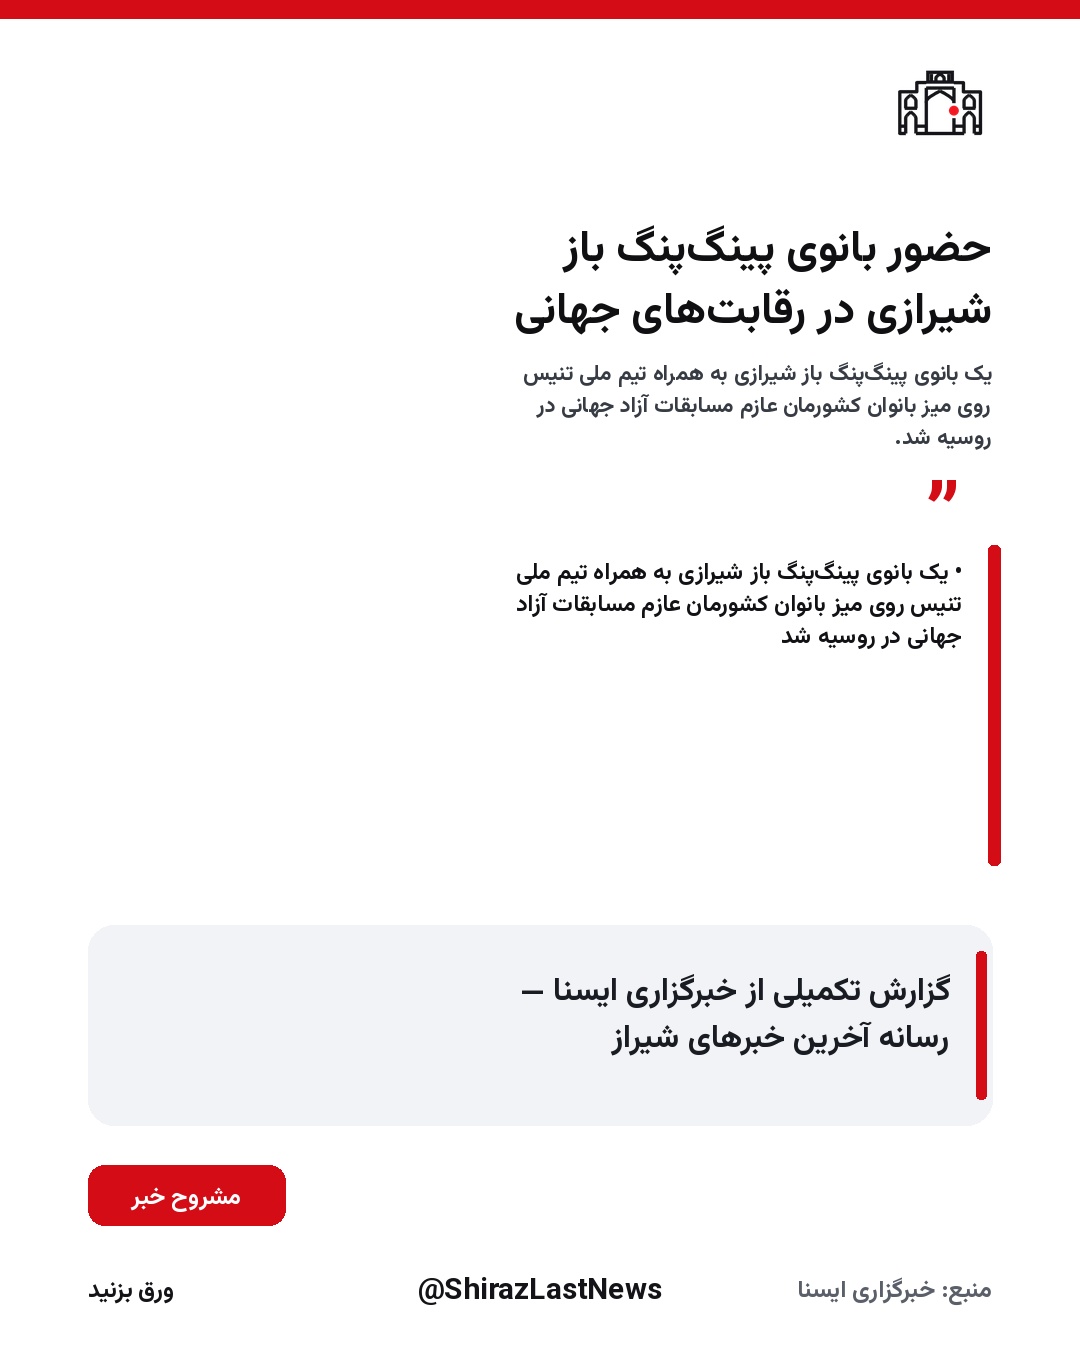 حضور بانوی پینگ‌پنگ باز
شیرازی در رقابت‌های جهانی
یک بانوی پینگ‌پنگ باز شیرازی به همراه تیم ملی تنیس
روی میز بانوان کشورمان عازم مسابقات آزاد جهانی در
روسیه شد.
”
• یک بانوی پینگ‌پنگ باز شیرازی به همراه تیم ملی
تنیس روی میز بانوان کشورمان عازم مسابقات آزاد
جهانی در روسیه شد
گزارش تکمیلی از خبرگزاری ایسنا —
رسانه آخرین خبرهای شیراز
مشروح خبر
منبع: خبرگزاری ایسنا
@ShirazLastNews
ورق بزنید